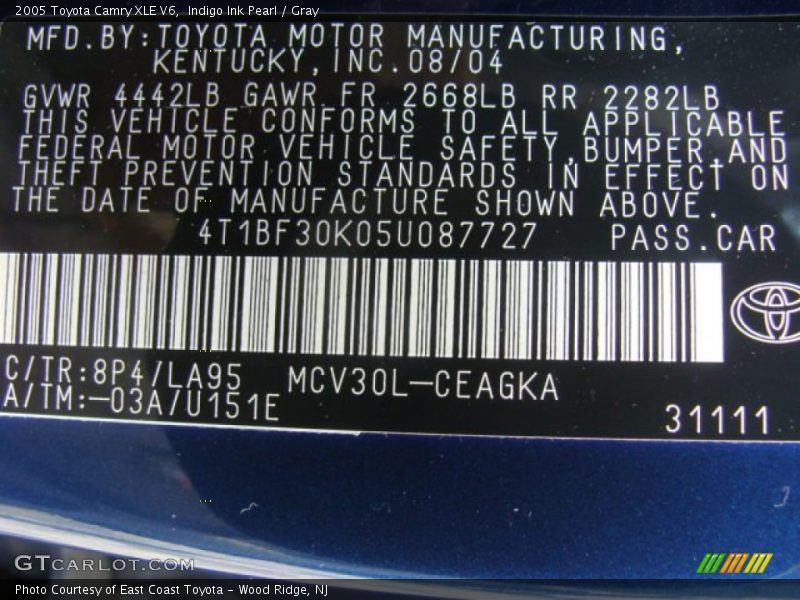 2005 Toyota Camry XLE V6,  Indigo Ink Pearl / Gray
MFD.BY:TOYOTA MOTOR MANUFACTURING,
KENTUCKY,INC.08/04
GVWR 4442LB GAWR FR 2668LB RR 2282LB
THIS VEHICLE CONFORMS TO ALL APPLICABLE
FEDERAL MOTOR VEHICLE SAFETY,BUMPER,AND
THEFT PREVENTION STANDARDS IN EFFECT ON
THE DATE OF MANUFACTURE SHOWN ABOVE.
4T1BF30K05U087727 PASS.CAR
C/TR:8P4/LA95 MCV30L-CEAGKA
A/TM:-03A/U151E
31111
GTCARLOT.COM
Photo Courtesy of East Coast Toyota - Wood Ridge, NJ